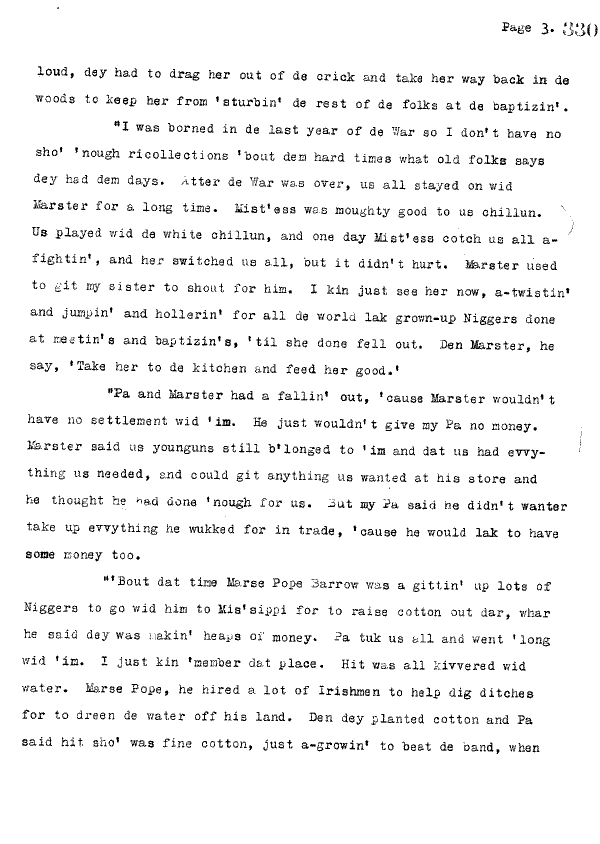 Page 3. 330
loud, dey had to drag her out of de crick and take her way back in de
woods to keep her from 'sturbin' de rest of de folks at de baptizin'.
"I was borned in de last year of de War so I don't have no
sho' 'nough ricollections 'bout dem hard times what old folks says
dey had dem days. Atter de War was over, us all stayed on wid
Marster for a long time. Mist'ess was moughty good to us chillun.
Us played wid de white chillun, and one day Mist'ess cotch us all a-
fightin', and her switched us all, but it didn't hurt. Marster used
to git my sister to shout for him. I kin just see her now, a-twistin'
and jumpin' and hollerin' for all de world lak grown-up Niggers done
at meetin's and baptizin's, 'til she done fell out. Den Marster, he
say, 'Take her to de kitchen and feed her good.'
"Pa and Marster had a fallin' out, 'cause Marster wouldn't
have no settlement wid 'im. He just wouldn't give my Pa no money.
Marster said us younguns still b'longed to 'im and dat us had evvy-
thing us needed, and could git anything us wanted at his store and
he thought he had done 'nough for us. But my Pa said he didn't wanter
take up evvything he wukked for in trade, 'cause he would lak to have
some money too.
"'Bout dat time Marse Pope Barrow was a gittin' up lots of
Niggers to go wid him to Mis'sippi for to raise cotton out dar, whar
he said dey was makin' heaps of money. Pa tuk us all and went 'long
wid 'im. I just kin 'member dat place. Hit was all kivvered wid
water. Marse Pope, he hired a lot of Irishmen to help dig ditches
for to dreen de water off his land. Den dey planted cotton and Pa
said hit sho' was fine cotton, just a-growin' to beat de band, when